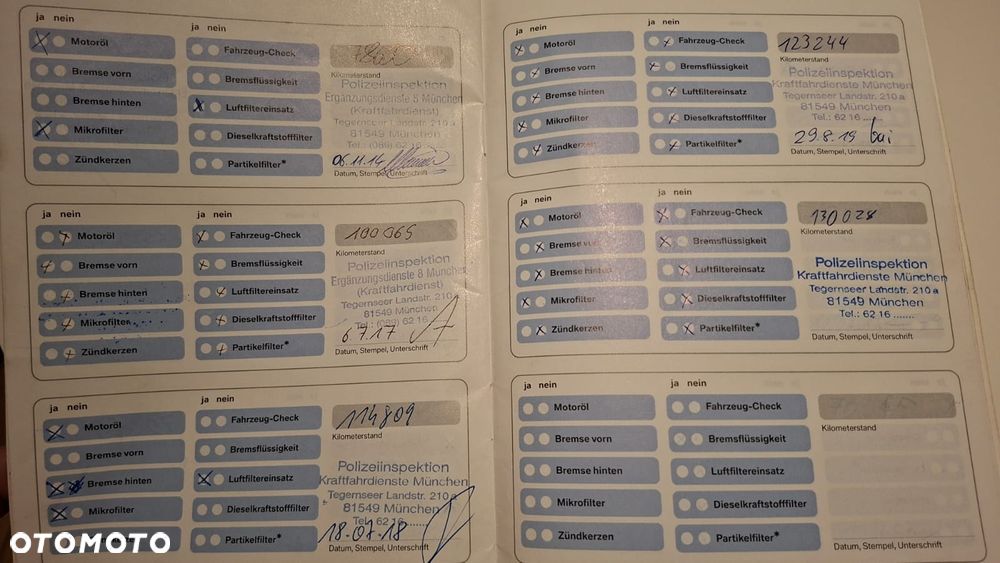 ja nein
ja nein
Motoröl
Fahrzeug-Check
Bremse vorn
Bremsflüssigkeit
Kilometerstand
Bremse hinten
Luftfiltereinsatz
Mikrofilter
Dieselkraftstofffilter
Zündkerzen
Partikelfilter*
Polizeiinspektion
Ergänzungsdienste 5 München
(Kraftfahrdienst)
Tegernseer Landstr. 210 a
81549 München
Tel.: (089) 62 16
06.11.14
Datum, Stempel, Unterschrift
ja nein
ja nein
Motoröl
Fahrzeug-Check
100065
Bremse vorn
Bremsflüssigkeit
Kilometerstand
Bremse hinten
Luftfiltereinsatz
Mikrofilter
Dieselkraftstofffilter
Zündkerzen
Partikelfilter*
Polizeiinspektion
Ergänzungsdienste 8 München
(Kraftfahrdienst)
Tegernseer Landstr. 210
81549 München
Tel.: (089) 62 16
6.7.17
Datum, Stempel, Unterschrift
ja nein
ja nein
Motoröl
Fahrzeug-Check
114809
Bremse vorn
Bremsflüssigkeit
Kilometerstand
Bremse hinten
Luftfiltereinsatz
Mikrofilter
Dieselkraftstofffilter
Partikelfilter*
Polizeiinspektion
Kraftfahrdienste München
Tegernseer Landstr. 210 a
81549 München
Tel.: 62 16 .......
18.07.18
Datum, Stempel, Unterschrift
ja nein
ja nein
Motoröl
Fahrzeug-Check
123244
Bremse vorn
Bremsflüssigkeit
Kilometerstand
Bremse hinten
Luftfiltereinsatz
Mikrofilter
Dieselkraftstofffilter
Zündkerzen
Partikelfilter*
Polizeiinspektion
Kraftfahrdienste München
Tegernseer Landstr. 210 a
81549 München
Tel.: 62 16 .......
29.8.19
Datum, Stempel, Unterschrift
ja nein
ja nein
Motoröl
Fahrzeug-Check
130028
Bremse vorn
Bremsflüssigkeit
Kilometerstand
Bremse hinten
Luftfiltereinsatz
Mikrofilter
Dieselkraftstofffilter
Zündkerzen
Partikelfilter*
Polizeiinspektion
Kraftfahrdienste München
Tegernseer Landstr. 210 a
81549 München
Tel.: 62 16 .......
Datum, Stempel, Unterschrift
ja nein
ja nein
Motoröl
Fahrzeug-Check
Bremse vorn
Bremsflüssigkeit
Kilometerstand
Bremse hinten
Luftfiltereinsatz
Mikrofilter
Dieselkraftstofffilter
Zündkerzen
Partikelfilter*
Datum, Stempel, Unterschrift
OTOMOTO